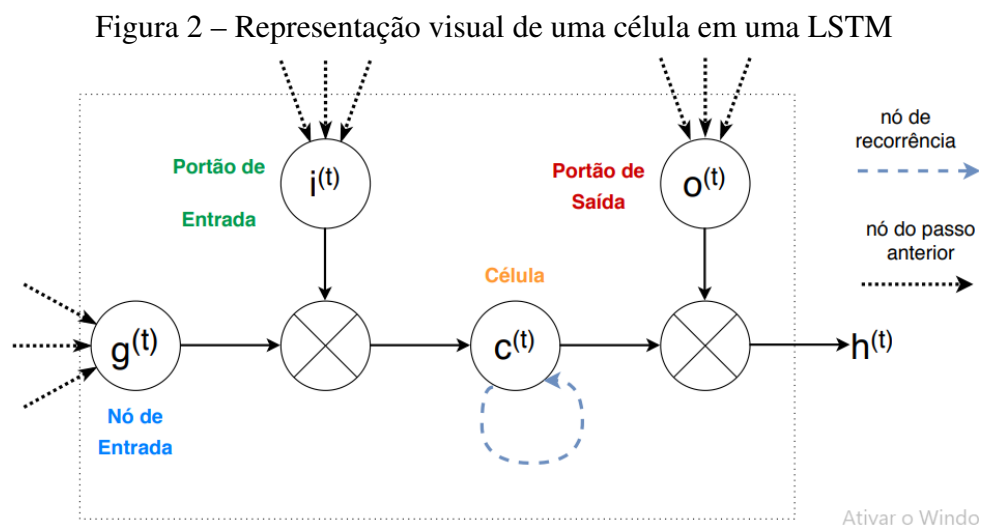 Figura 2 – Representação visual de uma célula em uma LSTM
nó de
recorrência
Portão de
Entrada
i(t)
Portão de
Saída
o(t)
nó do passo
anterior
Célula
g(t)
c(t)
h(t)
Nó de
Entrada
Ativar o Windo